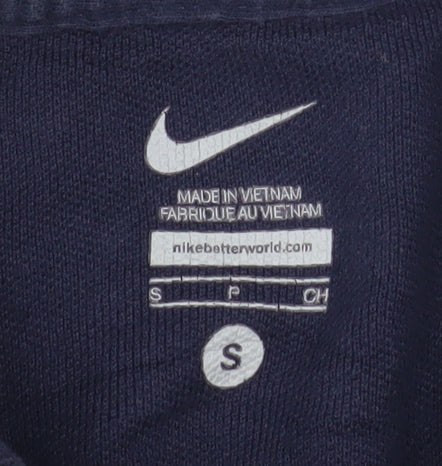 MADE IN VIETNAM
FABRIQUE AU VIETNAM
nikebetterworld.com
S P CH
S